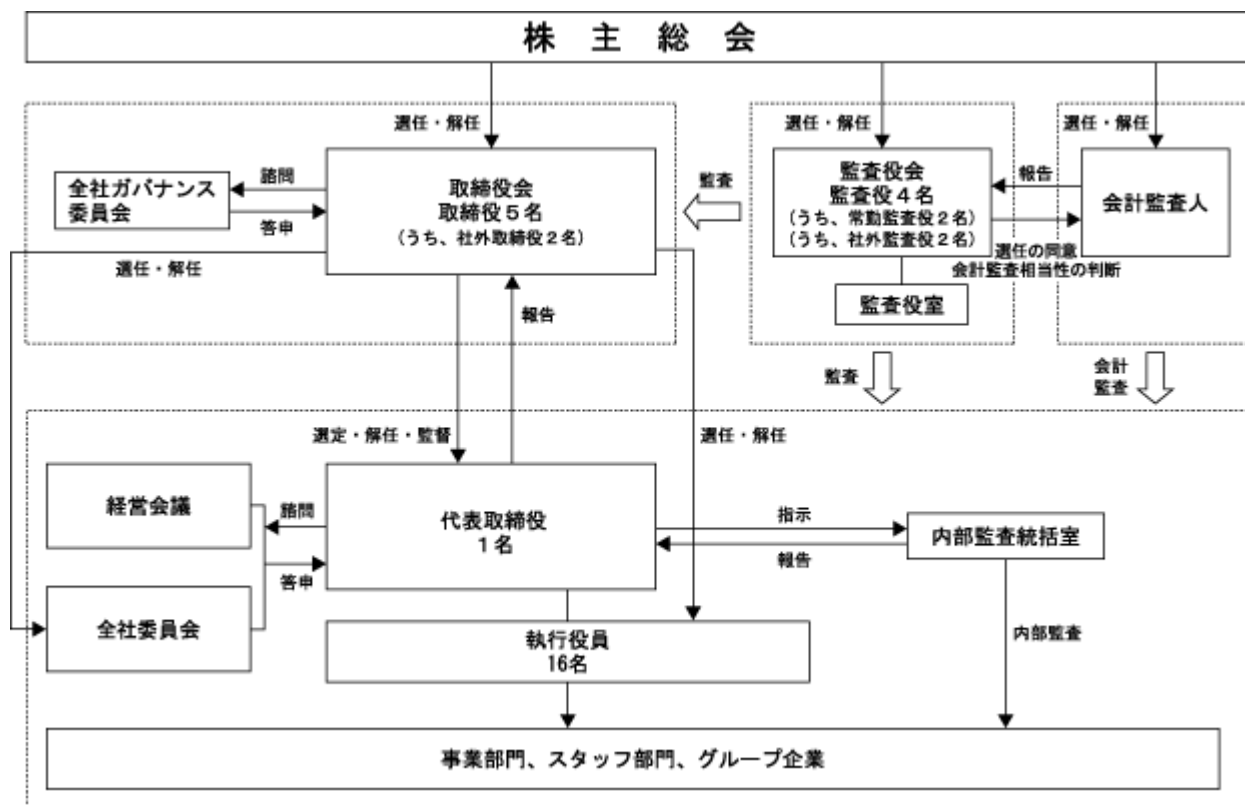 株主総会
選任・解任
選任・解任
選任・解任
全社ガバナンス
委員会
諮問
答申
取締役会
取締役5名
(うち、社外取締役2名)
監査
監査役会
監査役4名
(うち、常勤監査役2名)
(うち、社外監査役2名)
報告
会計監査人
選任の同意
会計監査相当性の判断
選任・解任
監査役室
報告
監査
会計
監査
選定・解任・監督
選任・解任
経営会議
諮問
答申
代表取締役
1名
指示
報告
内部監査統括室
全社委員会
執行役員
16名
内部監査
事業部門、スタッフ部門、グループ企業